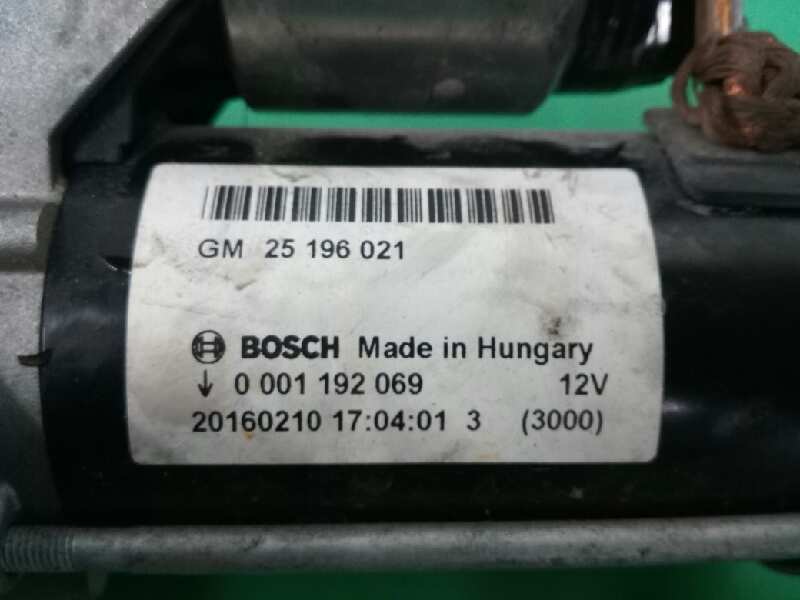 GM 25 196 021
BOSCH Made in Hungary
0 001 192 069 12V
20160210 17:04:01 3 (3000)